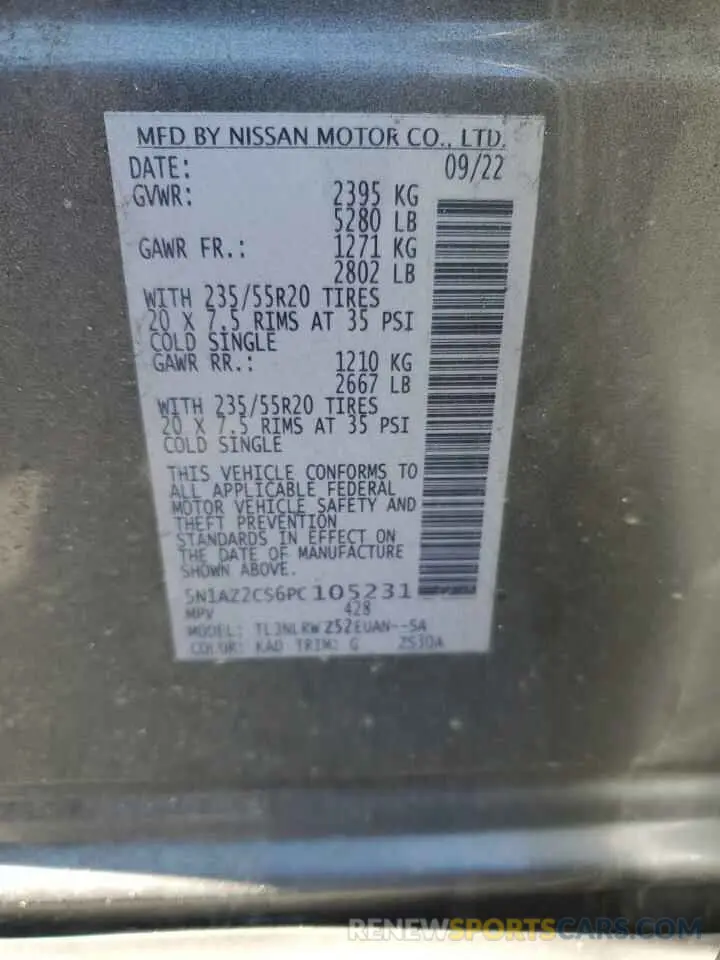 MFD BY NISSAN MOTOR CO., LTD.
DATE: 09/22
GVWR: 2395 KG
5280 LB
GAWR FR.: 1271 KG
2802 LB
WITH 235/55R20 TIRES
20 X 7.5 RIMS AT 35 PSI
COLD SINGLE
GAWR RR.: 1210 KG
2667 LB
WITH 235/55R20 TIRES
20 X 7.5 RIMS AT 35 PSI
COLD SINGLE
THIS VEHICLE CONFORMS TO
ALL APPLICABLE FEDERAL
MOTOR VEHICLE SAFETY AND
THEFT PREVENTION
STANDARDS IN EFFECT ON
THE DATE OF MANUFACTURE
SHOWN ABOVE.
5N1AZ2CS6PC105231
MPV 428
MODEL: TL3NLRWZ52EUAN--SA
COLOR: KAD TRIM: G 2530A
RENEWSPORTSCARS.COM